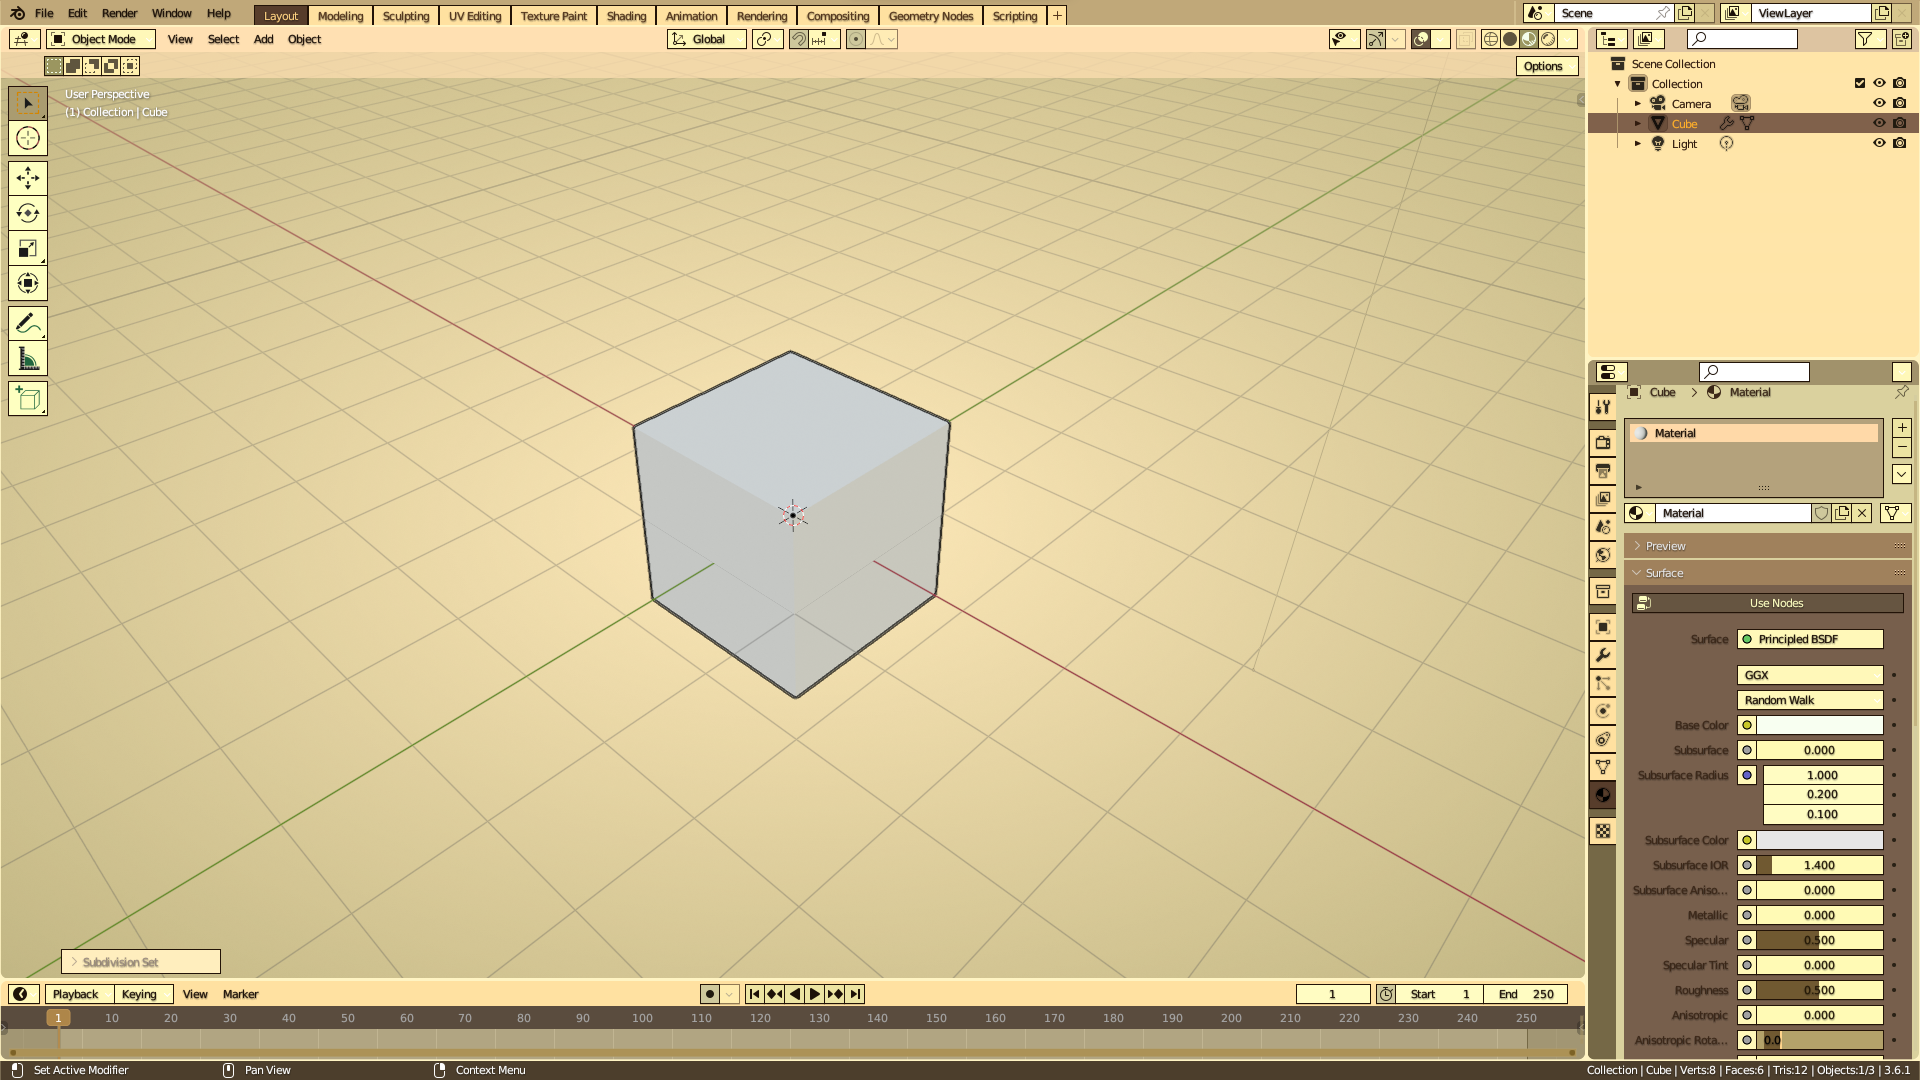 File Edit Render Window Help Layout Modeling Sculpting UV Editing Texture Paint Shading Animation Rendering Compositing Geometry Nodes Scripting + Scene ViewLayer
Object Mode View Select Add Object Global
Options
User Perspective
(1) Collection | Cube
Scene Collection
Collection
Camera
Cube
Light
Cube > Material
Material
Material
Preview
Surface
Use Nodes
Surface Principled BSDF
GGX
Random Walk
Base Color
Subsurface 0.000
Subsurface Radius 1.000
0.200
0.100
Subsurface Color
Subsurface IOR 1.400
Subsurface Aniso... 0.000
Metallic 0.000
Specular 0.500
Specular Tint 0.000
Roughness 0.500
Anisotropic 0.000
Anisotropic Rota... 0.0
Subdivision Set
Playback Keying View Marker 1 Start 1 End 250
1 10 20 30 40 50 60 70 80 90 100 110 120 130 140 150 160 170 180 190 200 210 220 230 240 250
Set Active Modifier Pan View Context Menu Collection | Cube | Verts:8 | Faces:6 | Tris:12 | Objects:1/3 | 3.6.1